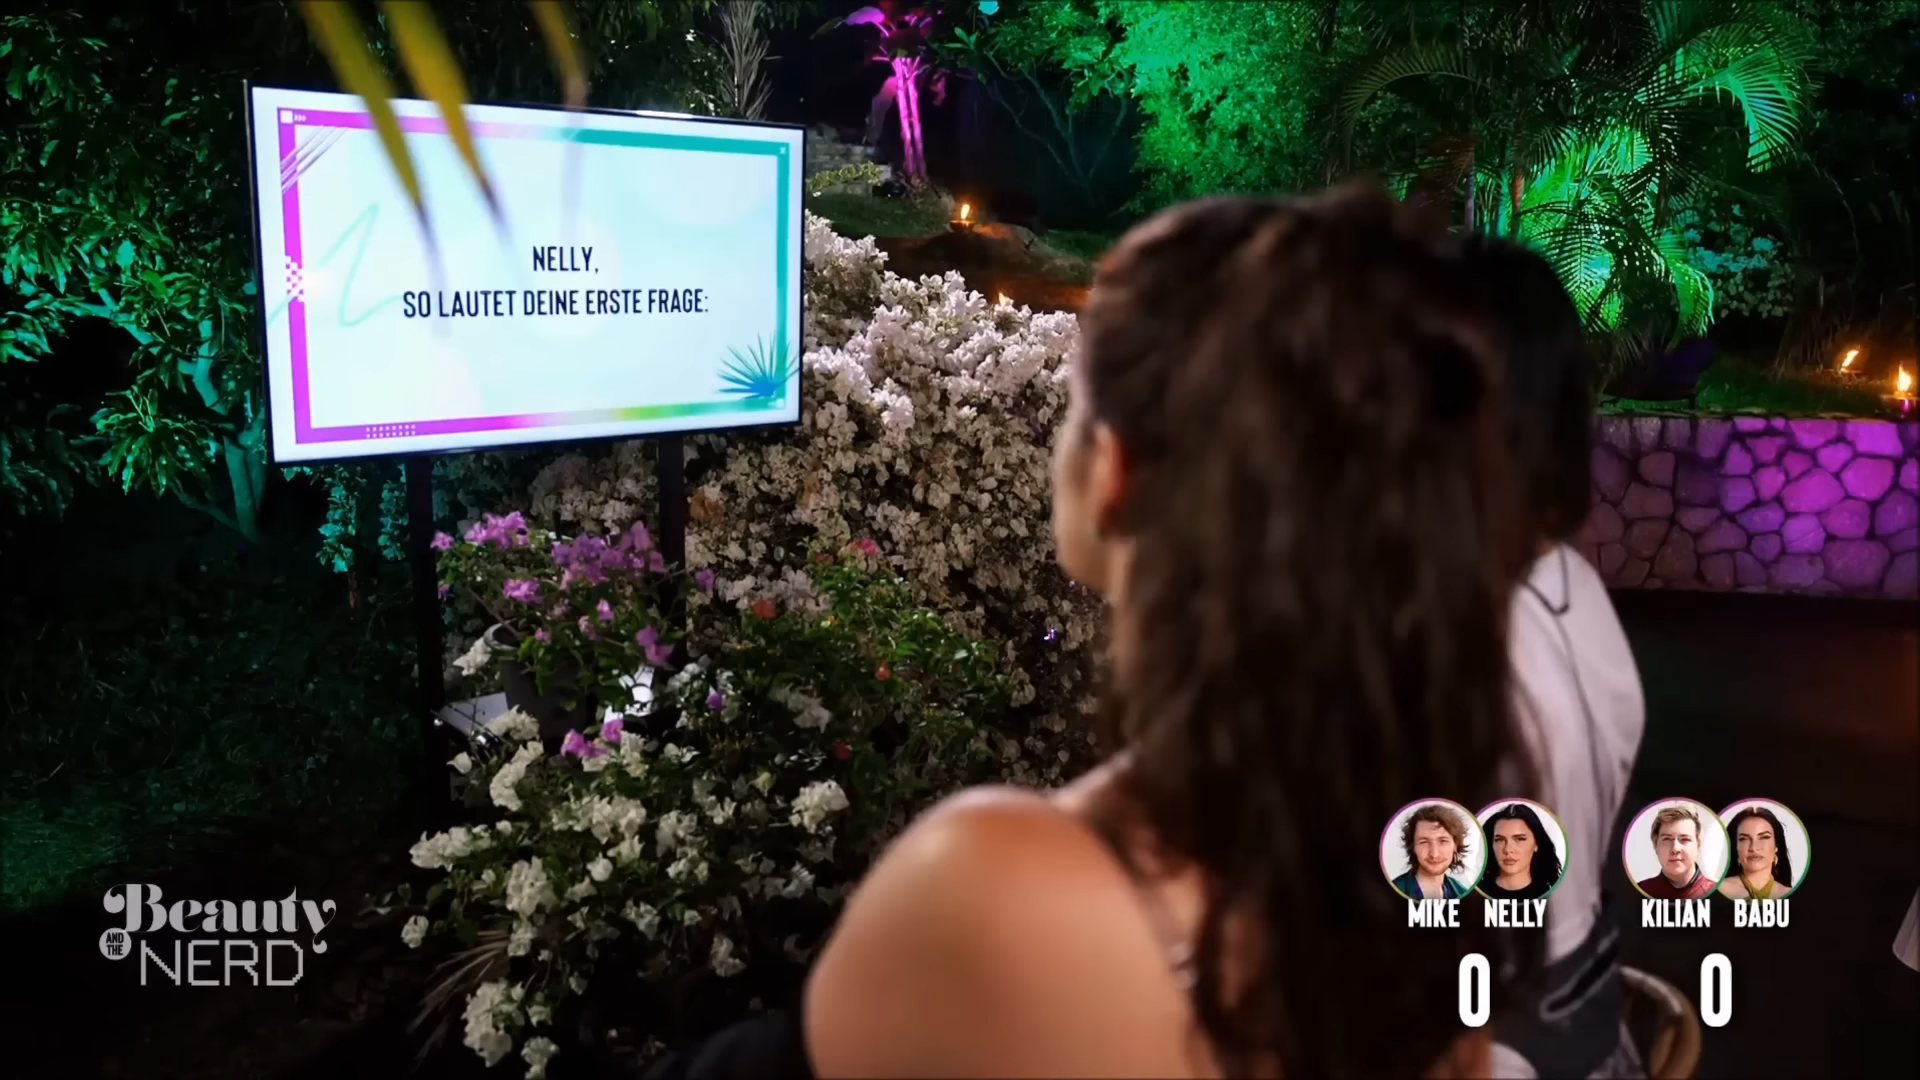 NELLY,
SO LAUTET DEINE ERSTE FRAGE:
Beauty
AND THE
NERD
MIKE NELLY
KILIAN BABU
0
0